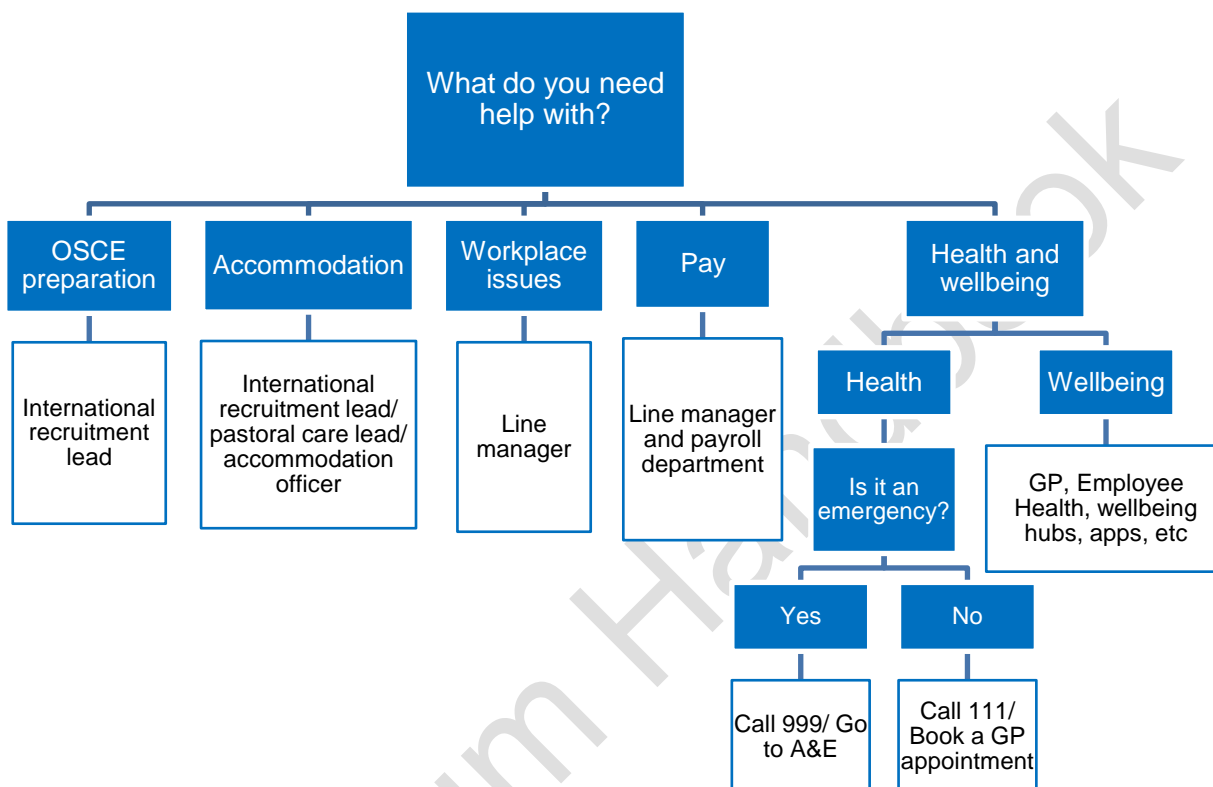 What do you need
help with?
OSCE
preparation
Accommodation
Workplace
issues
Pay
Health and
wellbeing
International
recruitment
lead
International
recruitment lead/
pastoral care lead/
accommodation
officer
Line
manager
Line manager
and payroll
department
Health
Wellbeing
Is it an
emergency?
GP, Employee
Health, wellbeing
hubs, apps, etc
Yes
No
Call 999/ Go
to A&E
Call 111/
Book a GP
appointment